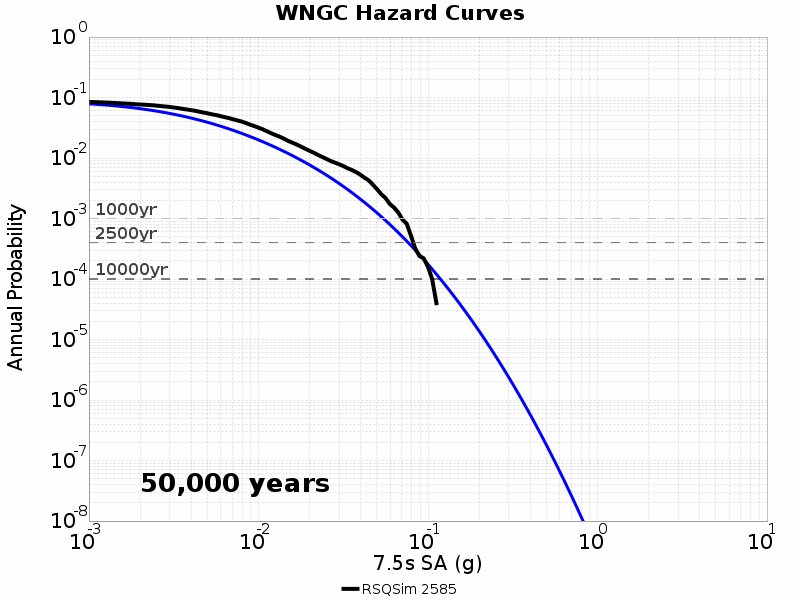 WNGC Hazard Curves
10^0
10^-1
10^-2
10^-3
10^-4
10^-5
10^-6
10^-7
10^-8
Annual Probability
1000yr
2500yr
10000yr
50,000 years
10^-3 10^-2 10^-1 10^0 10^1
7.5s SA (g)
RSQSim 2585